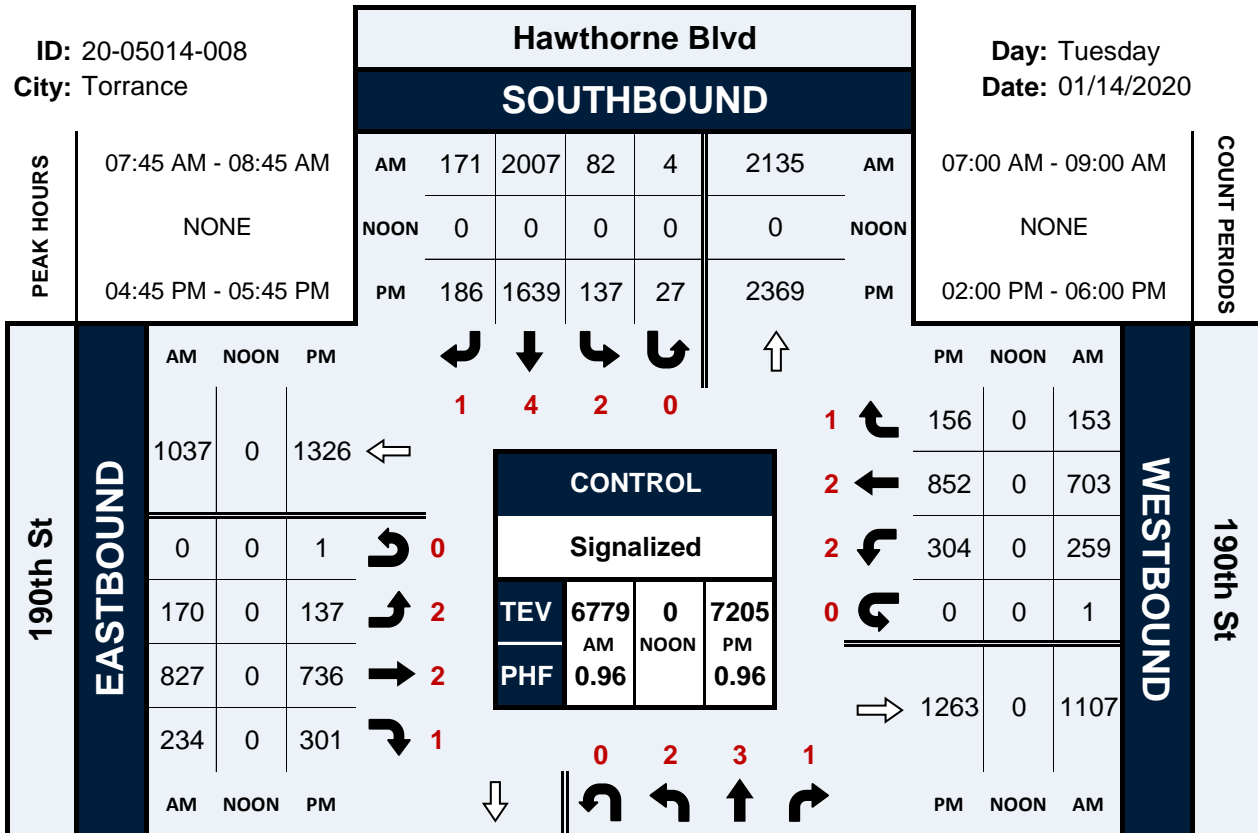 ID: 20-05014-008
City: Torrance
Hawthorne Blvd
SOUTHBOUND
Day: Tuesday
Date: 01/14/2020
PEAK HOURS
07:45 AM - 08:45 AM
NONE
04:45 PM - 05:45 PM
AM 171 2007 82 4 2135 AM
NOON 0 0 0 0 0 NOON
PM 186 1639 137 27 2369 PM
07:00 AM - 09:00 AM
NONE
02:00 PM - 06:00 PM
COUNT PERIODS
1 4 2 0
190th St
EASTBOUND
AM NOON PM
1037 0 1326
0 0 1 0
170 0 137 2
827 0 736 2
234 0 301 1
AM NOON PM
CONTROL
Signalized
TEV 6779 0 7205
AM NOON PM
PHF 0.96 0.96
PM NOON AM
1 156 0 153
2 852 0 703
2 304 0 259
0 0 0 1
1263 0 1107
PM NOON AM
WESTBOUND
190th St
0 2 3 1